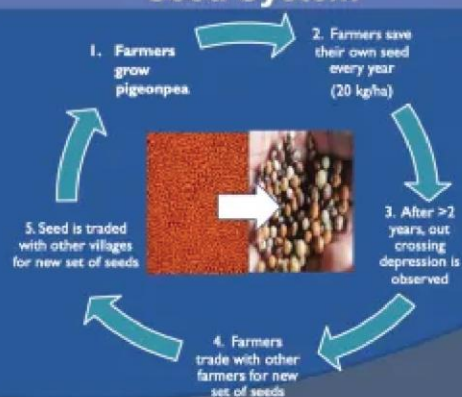 1. Farmers
grow
pigeonpea
2. Farmers save
their own seed
every year
(20 kg/ha)
3. After >2
years, out
crossing
depression is
observed
4. Farmers
trade with other
farmers for new
set of seeds
5. Seed is traded
with other villages
for new set of seeds